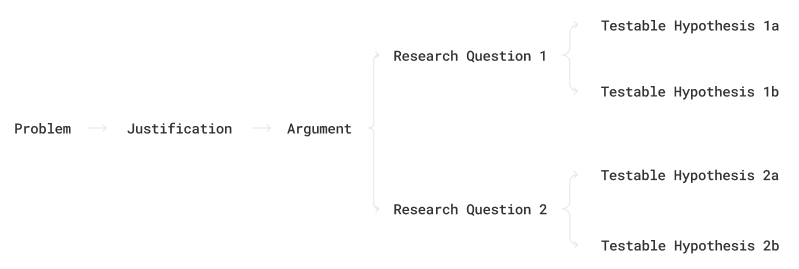 Problem
Justification
Argument
Research Question 1
Testable Hypothesis 1a
Testable Hypothesis 1b
Research Question 2
Testable Hypothesis 2a
Testable Hypothesis 2b